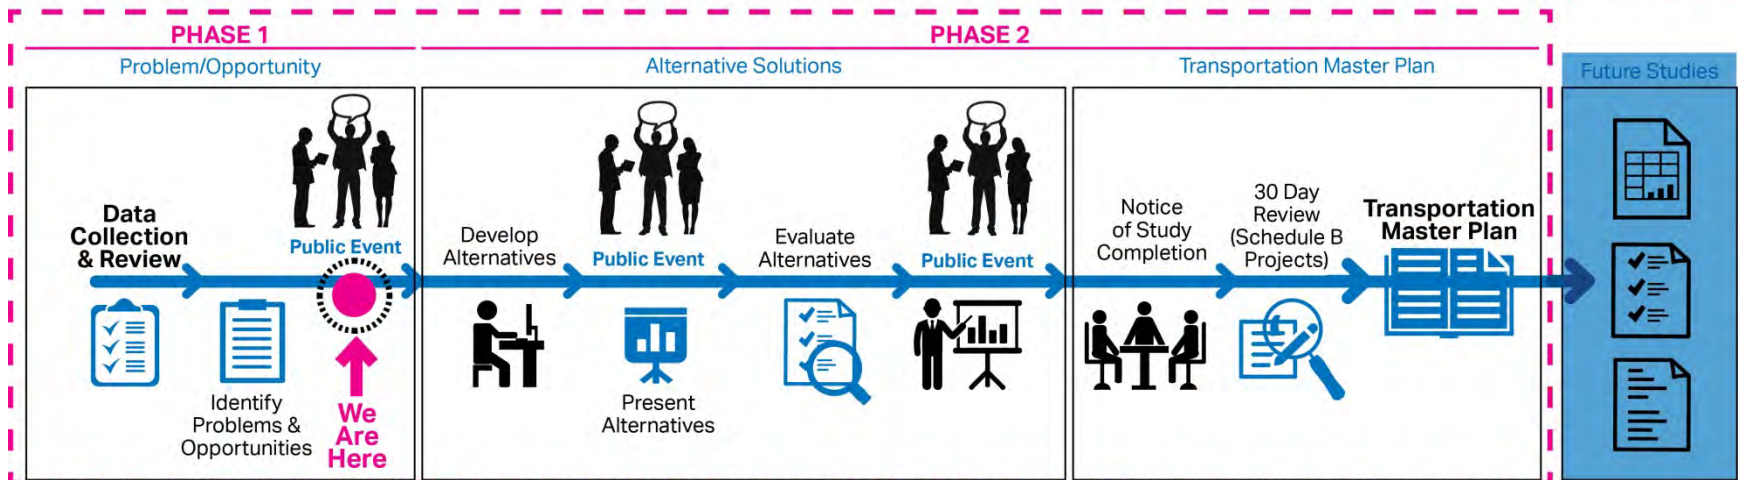 PHASE 1
PHASE 2
Problem/Opportunity
Alternative Solutions
Transportation Master Plan
Future Studies
Data
Collection
& Review
Identify
Problems &
Opportunities
Public Event
We
Are
Here
Develop
Alternatives
Public Event
Present
Alternatives
Evaluate
Alternatives
Public Event
Notice
of Study
Completion
30 Day
Review
(Schedule B
Projects)
Transportation
Master Plan